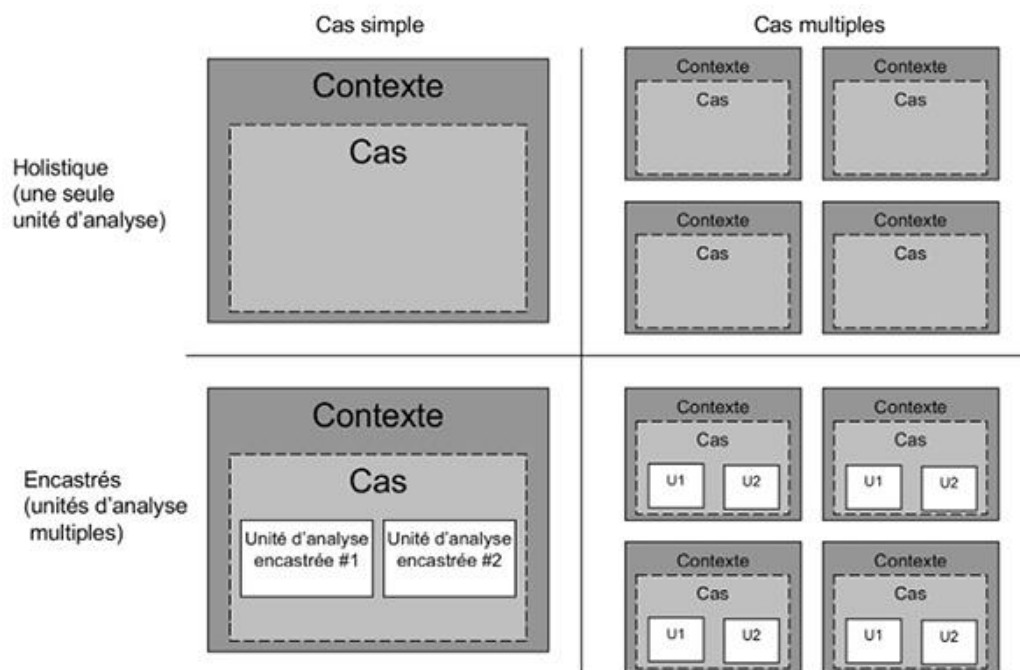 Cas simple
Cas multiples
Holistique
(une seule
unité d'analyse)
Contexte
Cas
Contexte
Cas
Contexte
Cas
Contexte
Cas
Contexte
Cas
Encastrés
(unités d'analyse
multiples)
Contexte
Cas
Unité d'analyse
encastrée #1
Unité d'analyse
encastrée #2
Contexte
Cas
U1
U2
Contexte
Cas
U1
U2
Contexte
Cas
U1
U2
Contexte
Cas
U1
U2